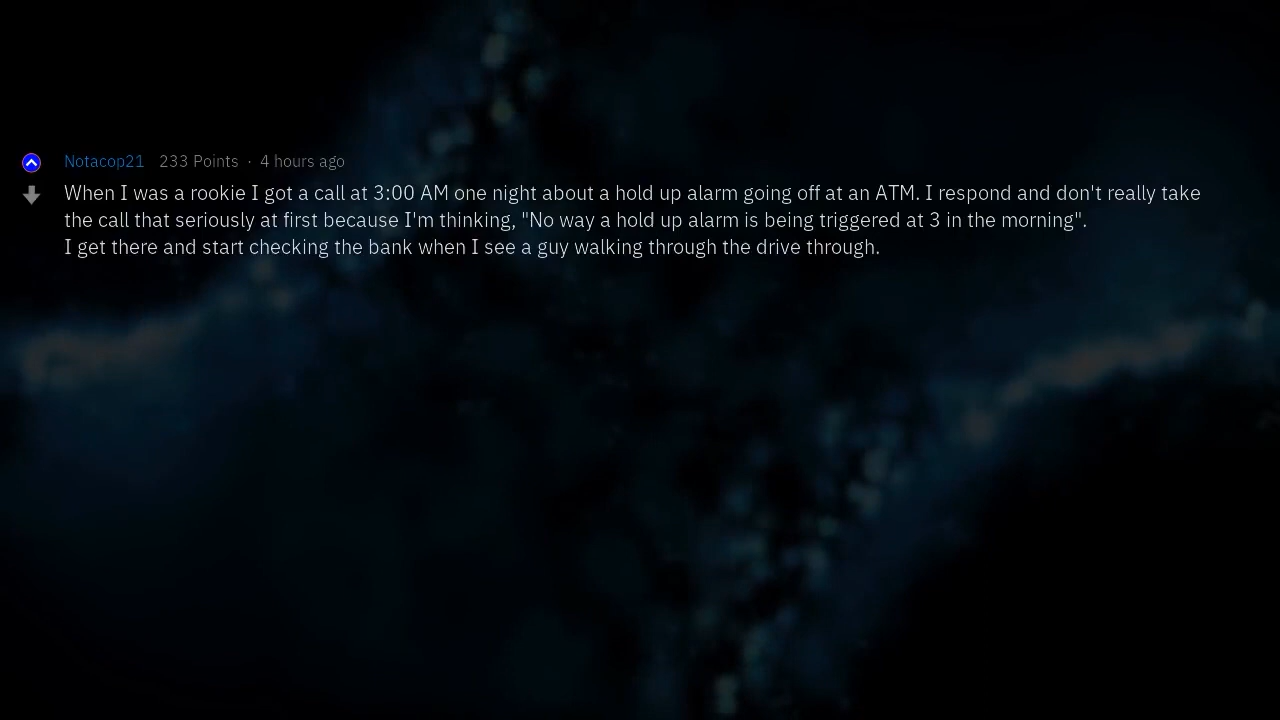 Notacop21 233 Points · 4 hours ago
When I was a rookie I got a call at 3:00 AM one night about a hold up alarm going off at an ATM. I respond and don't really take
the call that seriously at first because I'm thinking, "No way a hold up alarm is being triggered at 3 in the morning".
I get there and start checking the bank when I see a guy walking through the drive through.